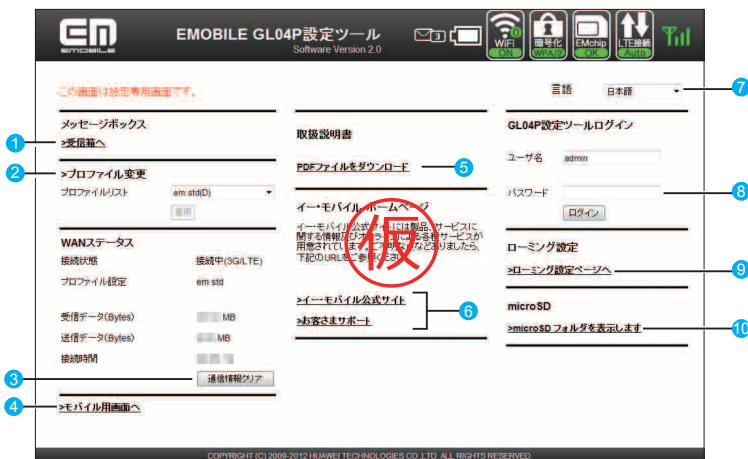 EMOBILE
EMOBILE GL04P設定ツール
Software Version 2.0
3
WiFi
ON
暗号化
WPA/2
EMchip
OK
LTE接続
Auto
この画面は設定専用画面です。
言語
日本語
7
メッセージボックス
1
>受信箱へ
2
>プロファイル変更
プロファイルリスト
em std(D)
適用
WANステータス
接続状態
接続中(3G/LTE)
プロファイル設定
em std
受信データ(Bytes)
MB
送信データ(Bytes)
MB
接続時間
3
通信情報クリア
4
>モバイル用画面へ
取扱説明書
PDFファイルをダウンロード
5
イー・モバイル ホームページ
イー・モバイル公式サイトには製品、サービスに
関する情報及び
による各種サービスが
用意されています。ご不明な点などありましたら、
下記のURLをご参照ください。
仮
>イー・モバイル公式サイト
>お客さまサポート
6
GL04P設定ツールログイン
ユーザ名
admin
パスワード
8
ログイン
ローミング設定
>ローミング設定ページへ
9
microSD
>microSD フォルダを表示します
10
COPYRIGHT (C) 2009-2012 HUAWEI TECHNOLOGIES CO.,LTD. ALL RIGHTS RESERVED.